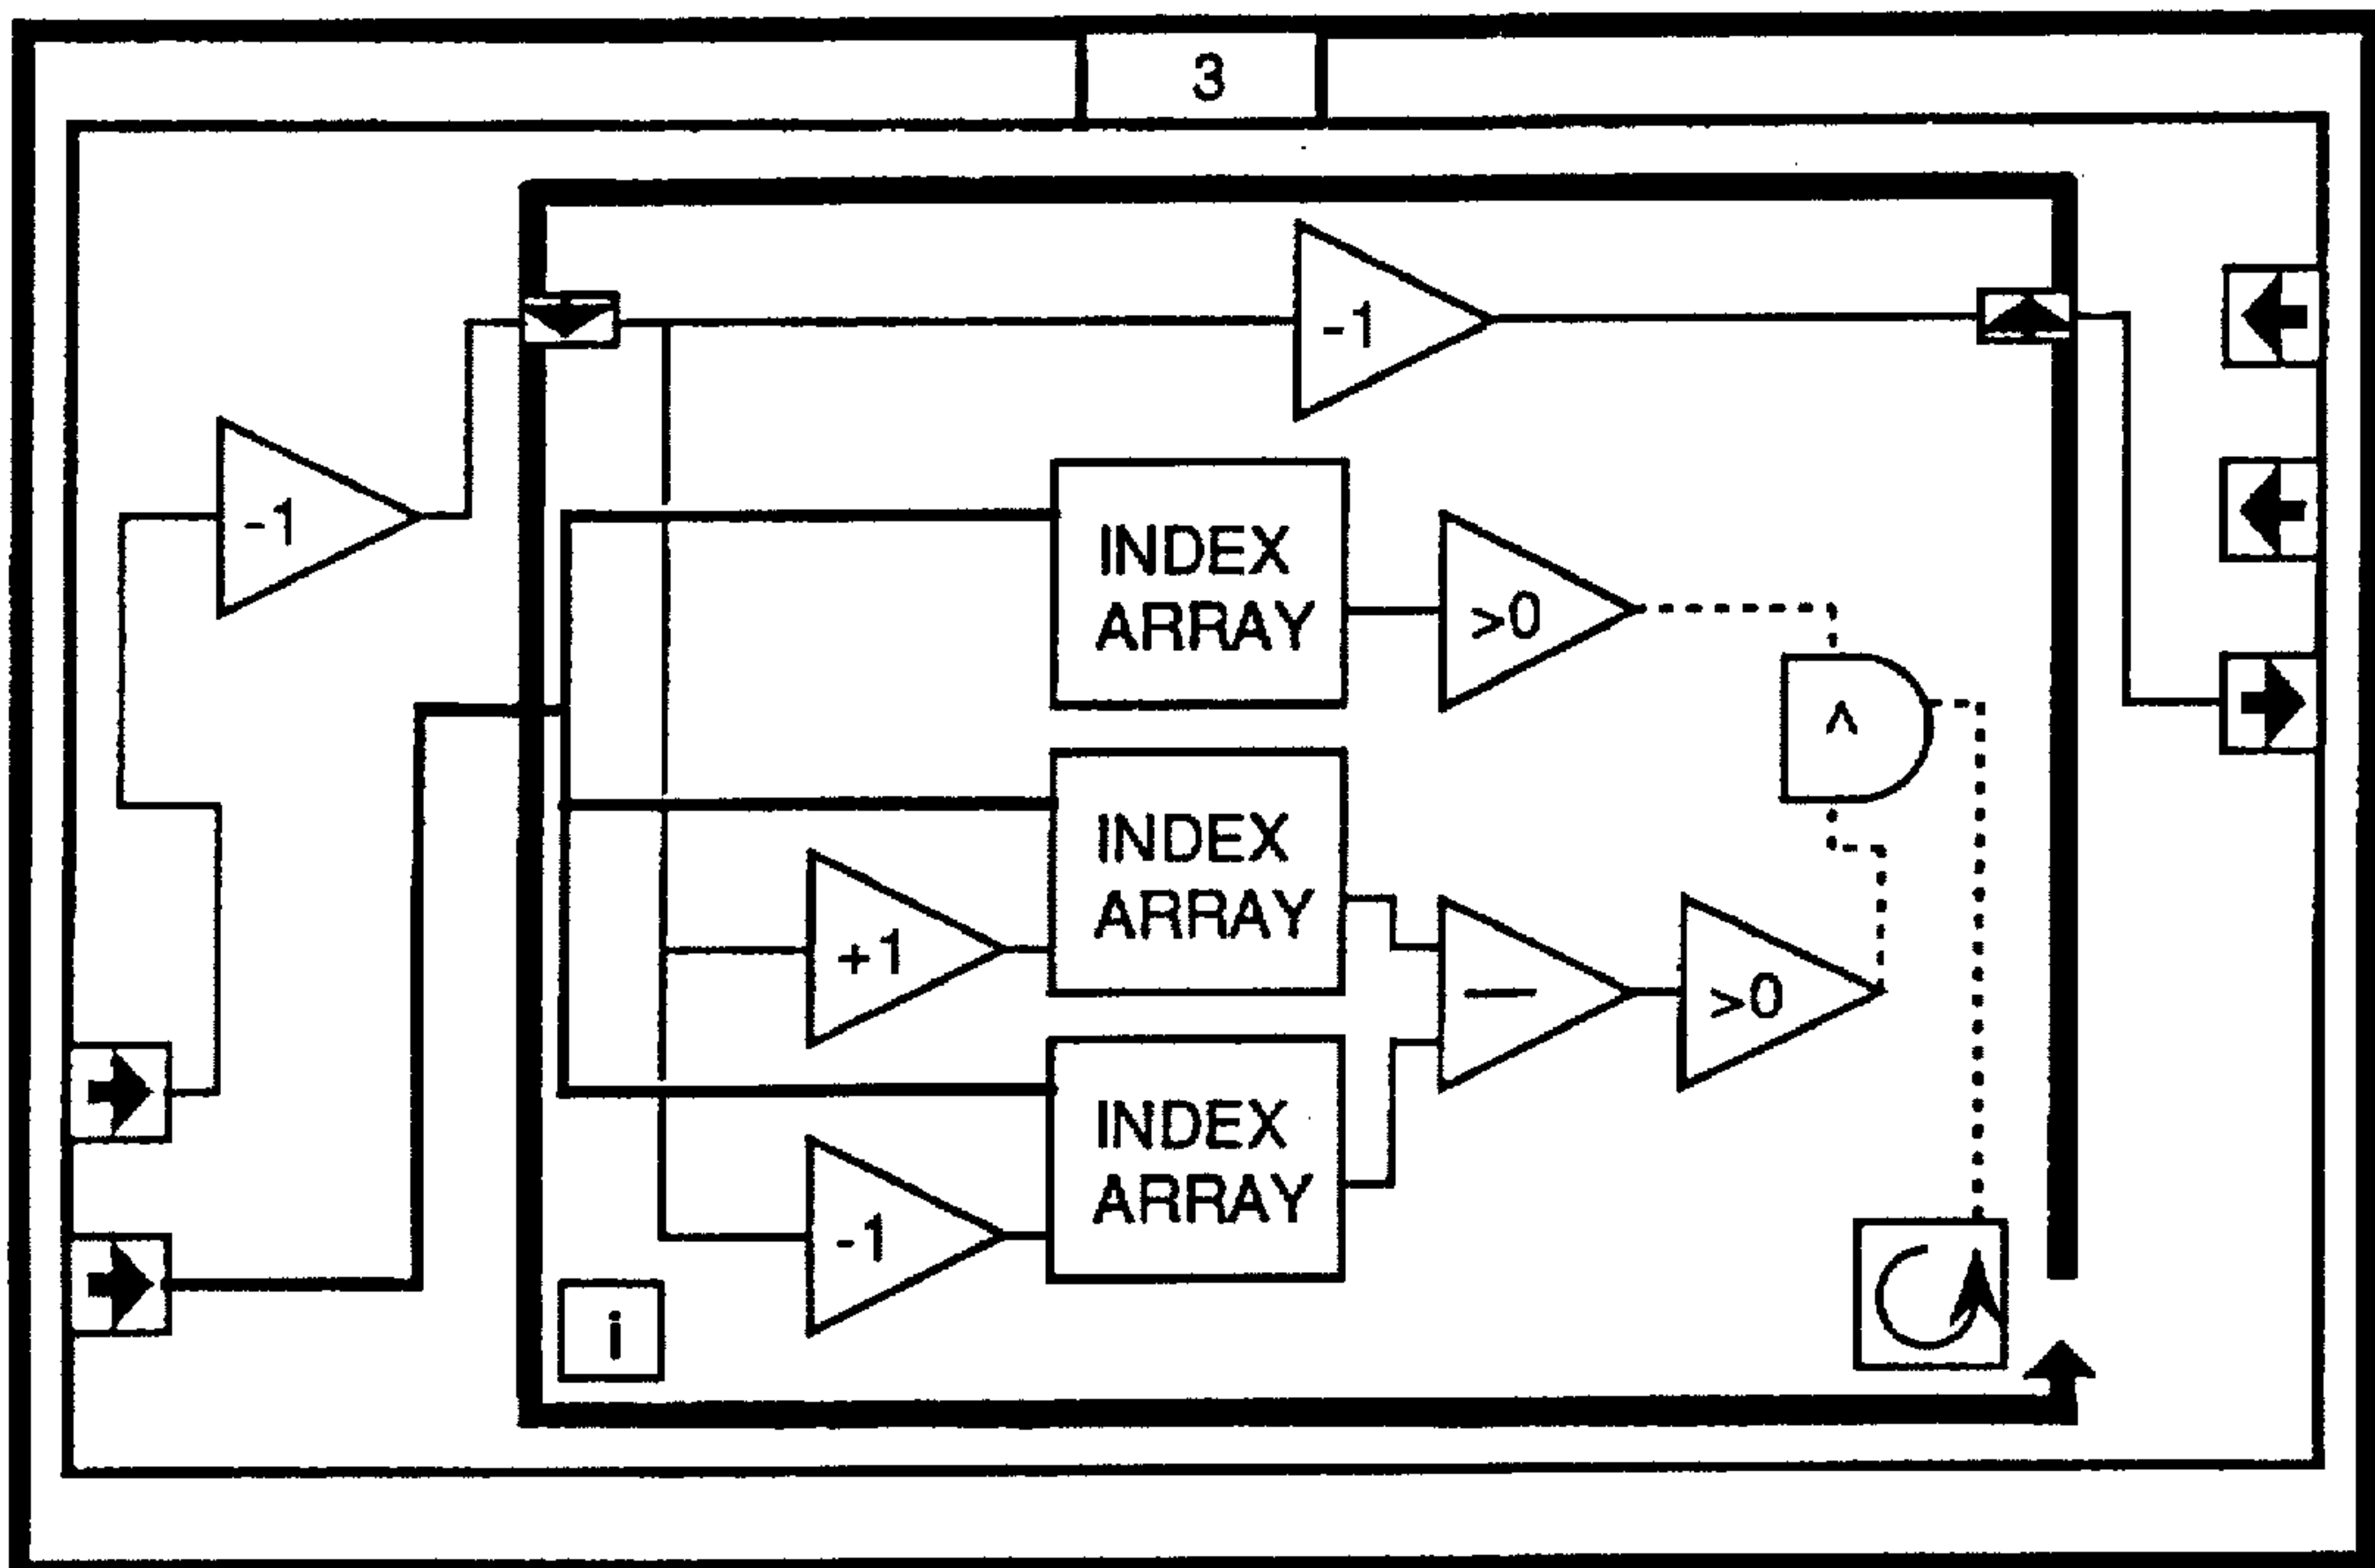 3
-1
-1
INDEX
ARRAY
>0
^
INDEX
ARRAY
+1
—
>0
INDEX
ARRAY
-1
i